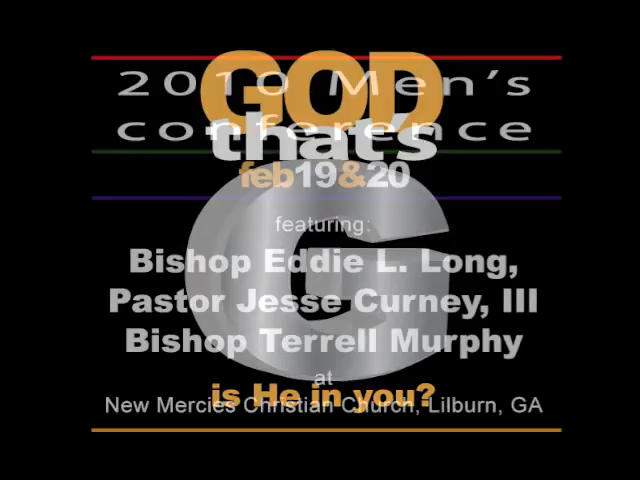 GOD
2010 Men's
that's
conference
feb19&20
G
featuring:
Bishop Eddie L. Long,
Pastor Jesse Curney, III
Bishop Terrell Murphy
at
is He in you?
New Mercies Christian Church, Lilburn, GA